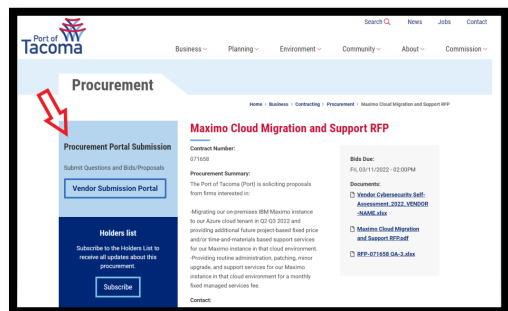 Port of
Tacoma
Search
News
Jobs
Contact
Business
Planning
Environment
Community
About
Commission
Procurement
Home › Business › Contracting › Procurement › Maximo Cloud Migration and Support RFP
Procurement Portal Submission
Submit Questions and Bids/Proposals
Vendor Submission Portal
Holders list
Subscribe to the Holders List to
receive all updates about this
procurement.
Subscribe
Maximo Cloud Migration and Support RFP
Contract Number:
071658
Procurement Summary:
The Port of Tacoma (Port) is soliciting proposals
from firms interested in:
-Migrating our on-premises IBM Maximo instance
to our Azure cloud tenant in Q2-Q3 2022 and
providing additional future project-based fixed price
and/or time-and-materials based support services
for our Maximo instance in that cloud environment.
-Providing routine administration, patching, minor
upgrade, and support services for our Maximo
instance in that cloud environment for a monthly
fixed managed services fee.
Contact:
Bids Due:
Fri, 03/11/2022 - 02:00PM
Documents:
Vendor Cybersecurity Self-
Assessment_2022_VENDOR
-NAME.xlsx
Maximo Cloud Migration
and Support RFP.pdf
RFP-071658 QA-3.xlsx